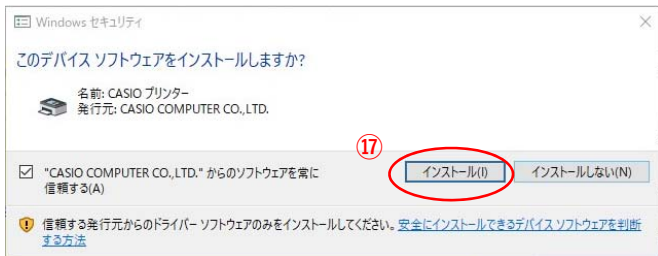 Windows セキュリティ
このデバイス ソフトウェアをインストールしますか?
名前: CASIO プリンター
発行元: CASIO COMPUTER CO.,LTD.
⑰
"CASIO COMPUTER CO.,LTD." からのソフトウェアを常に
信頼する(A)
インストール(I)
インストールしない(N)
信頼する発行元からのドライバー ソフトウェアのみをインストールしてください。安全にインストールできるデバイス ソフトウェアを判断
する方法